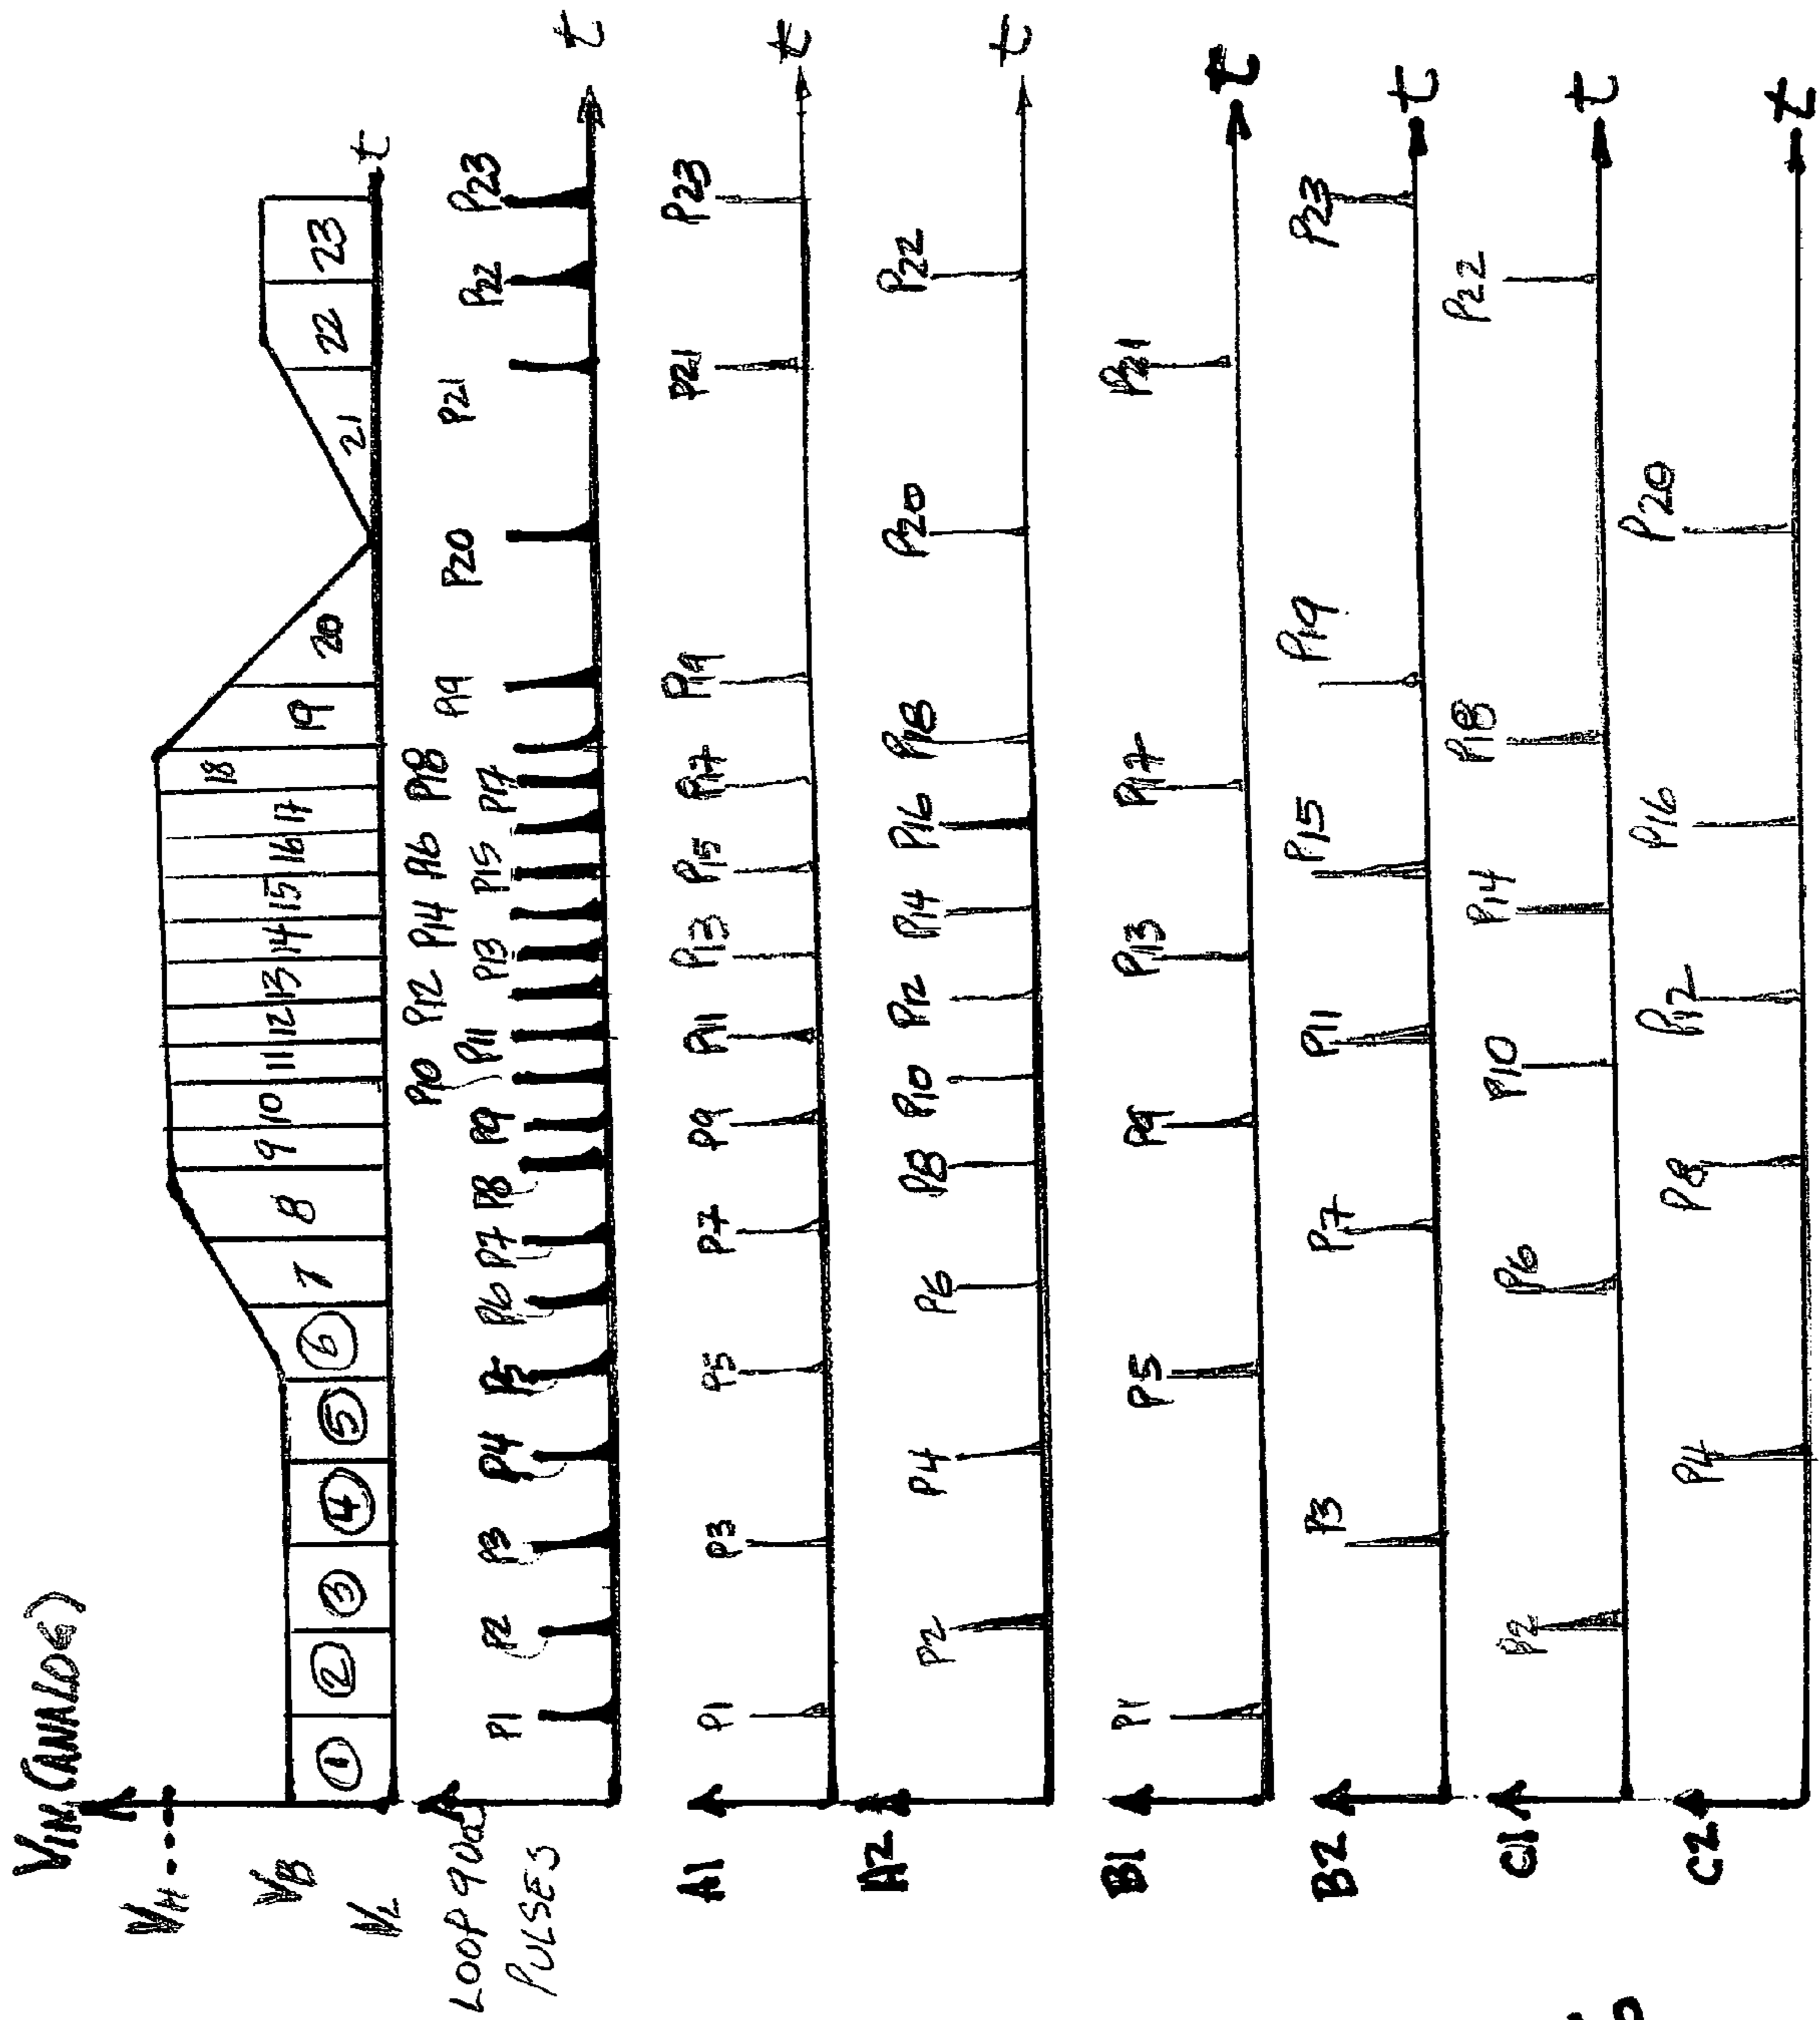 VIN (ANALOG)
VH
VB
VL
1 2 3 4 5 6 7 8 9 10 11 12 13 14 15 16 17 18 19 20 21 22 23 t
LOOP 90a
PULSES
P1 P2 P3 P4 P5 P6 P7 P8 P9 P10 P11 P12 P13 P14 P15 P16 P17 P18 P19 P20 P21 P22 P23 t
A1 P1 P3 P5 P7 P9 P11 P13 P15 P17 P19 P21 P23 t
A2 P2 P4 P6 P8 P10 P12 P14 P16 P18 P20 P22 t
B1 P1 P5 P9 P13 P17 P21 t
B2 P3 P7 P11 P15 P19 P23 t
C1 P2 P6 P10 P14 P18 P22 t
C2 P4 P8 P12 P16 P20 t